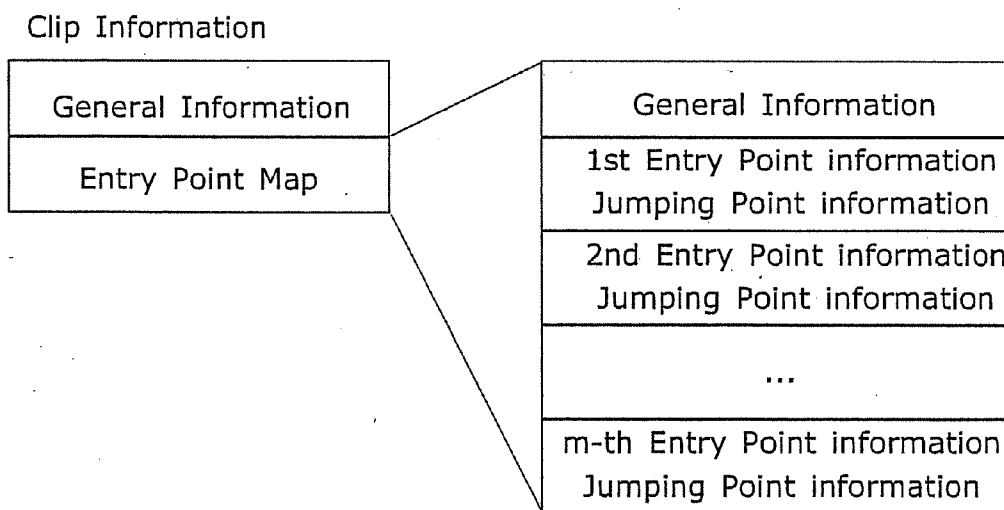 Clip Information
General Information
Entry Point Map
General Information
1st Entry Point information
Jumping Point information
2nd Entry Point information
Jumping Point information
...
m-th Entry Point information
Jumping Point information